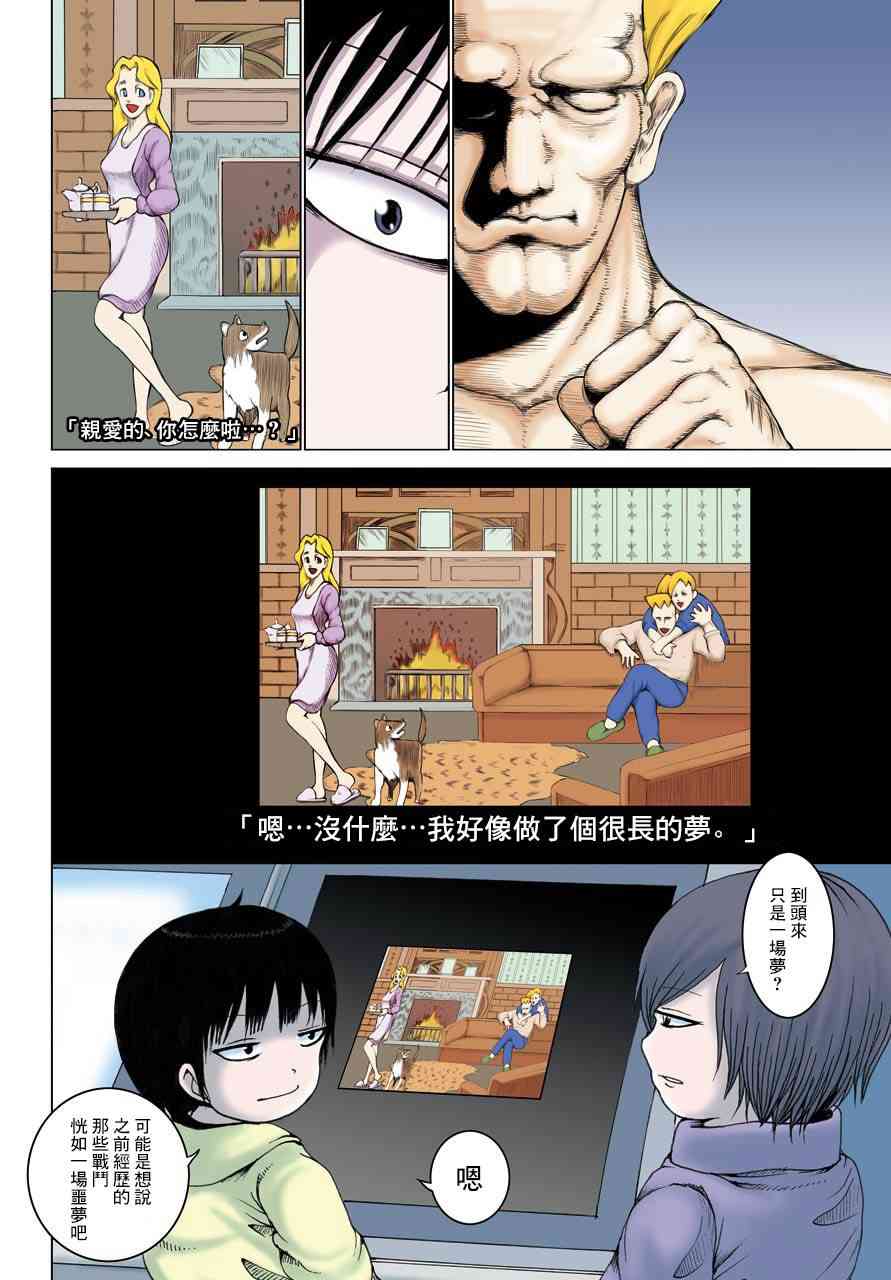 「親愛的、你怎麼啦…？」
「嗯…沒什麼…我好像做了個很長的夢。」
到頭來
只是一場夢?
嗯
可能是想說
之前經歷的
那些戰鬥
恍如一場噩夢吧